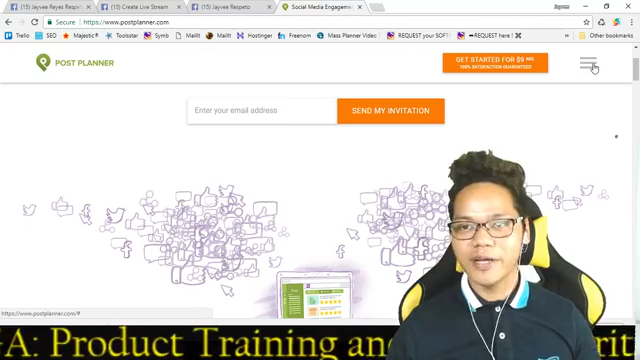 (15) Jayvee Reyes Respet
(15) Create Live Stream
(15) Jayvee Respeto
Social Media Engagement
Secure https://www.postplanner.com
Trello
SEO
Majestic*
Toolsstar
Symb
MailIt
Hostinger
Freenom
Mass Planner Video
REQUEST your SOFT
REQUEST HERE for
Other bookmarks
POST PLANNER
GET STARTED FOR $9 /MO
100% SATISFACTION GUARANTEED
Enter your email address
SEND MY INVITATION
https://www.postplanner.com/#
A: Product Training and